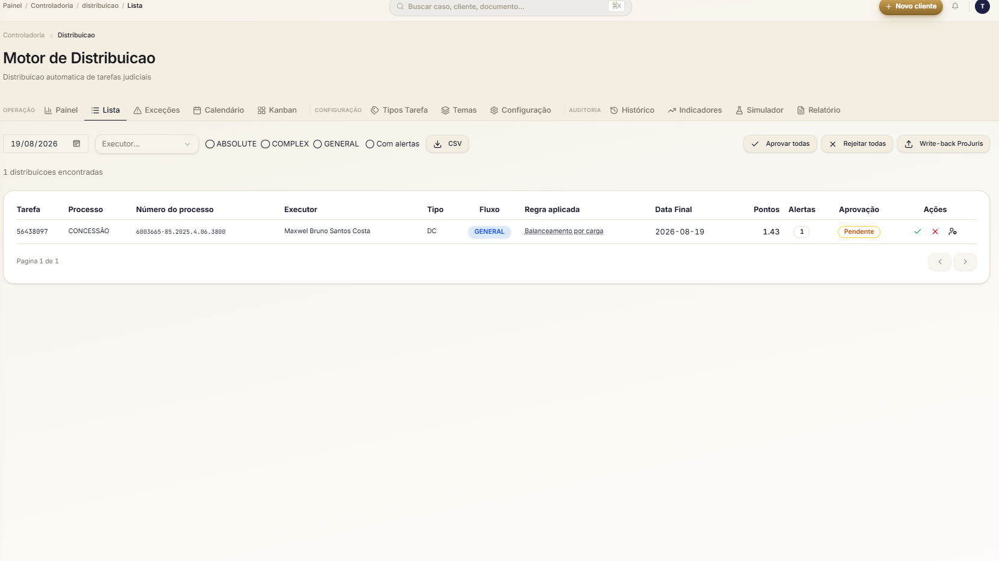 Painel / Controladoria / distribuicao / Lista
Buscar caso, cliente, documento... ⌘K
+ Novo cliente
T
Controladoria › Distribuicao
Motor de Distribuicao
Distribuicao automatica de tarefas judiciais
OPERAÇÃO Painel Lista Exceções Calendário Kanban CONFIGURAÇÃO Tipos Tarefa Temas Configuração AUDITORIA Histórico Indicadores Simulador Relatório
19/08/2026 Executor... ABSOLUTE COMPLEX GENERAL Com alertas CSV Aprovar todas Rejeitar todas Write-back ProJuris
1 distribuicoes encontradas
Tarefa Processo Número do processo Executor Tipo Fluxo Regra aplicada Data Final Pontos Alertas Aprovação Ações
56438097 CONCESSÃO 6003665-85.2025.4.06.3800 Maxwel Bruno Santos Costa DC GENERAL Balanceamento por carga 2026-08-19 1.43 1 Pendente
Pagina 1 de 1